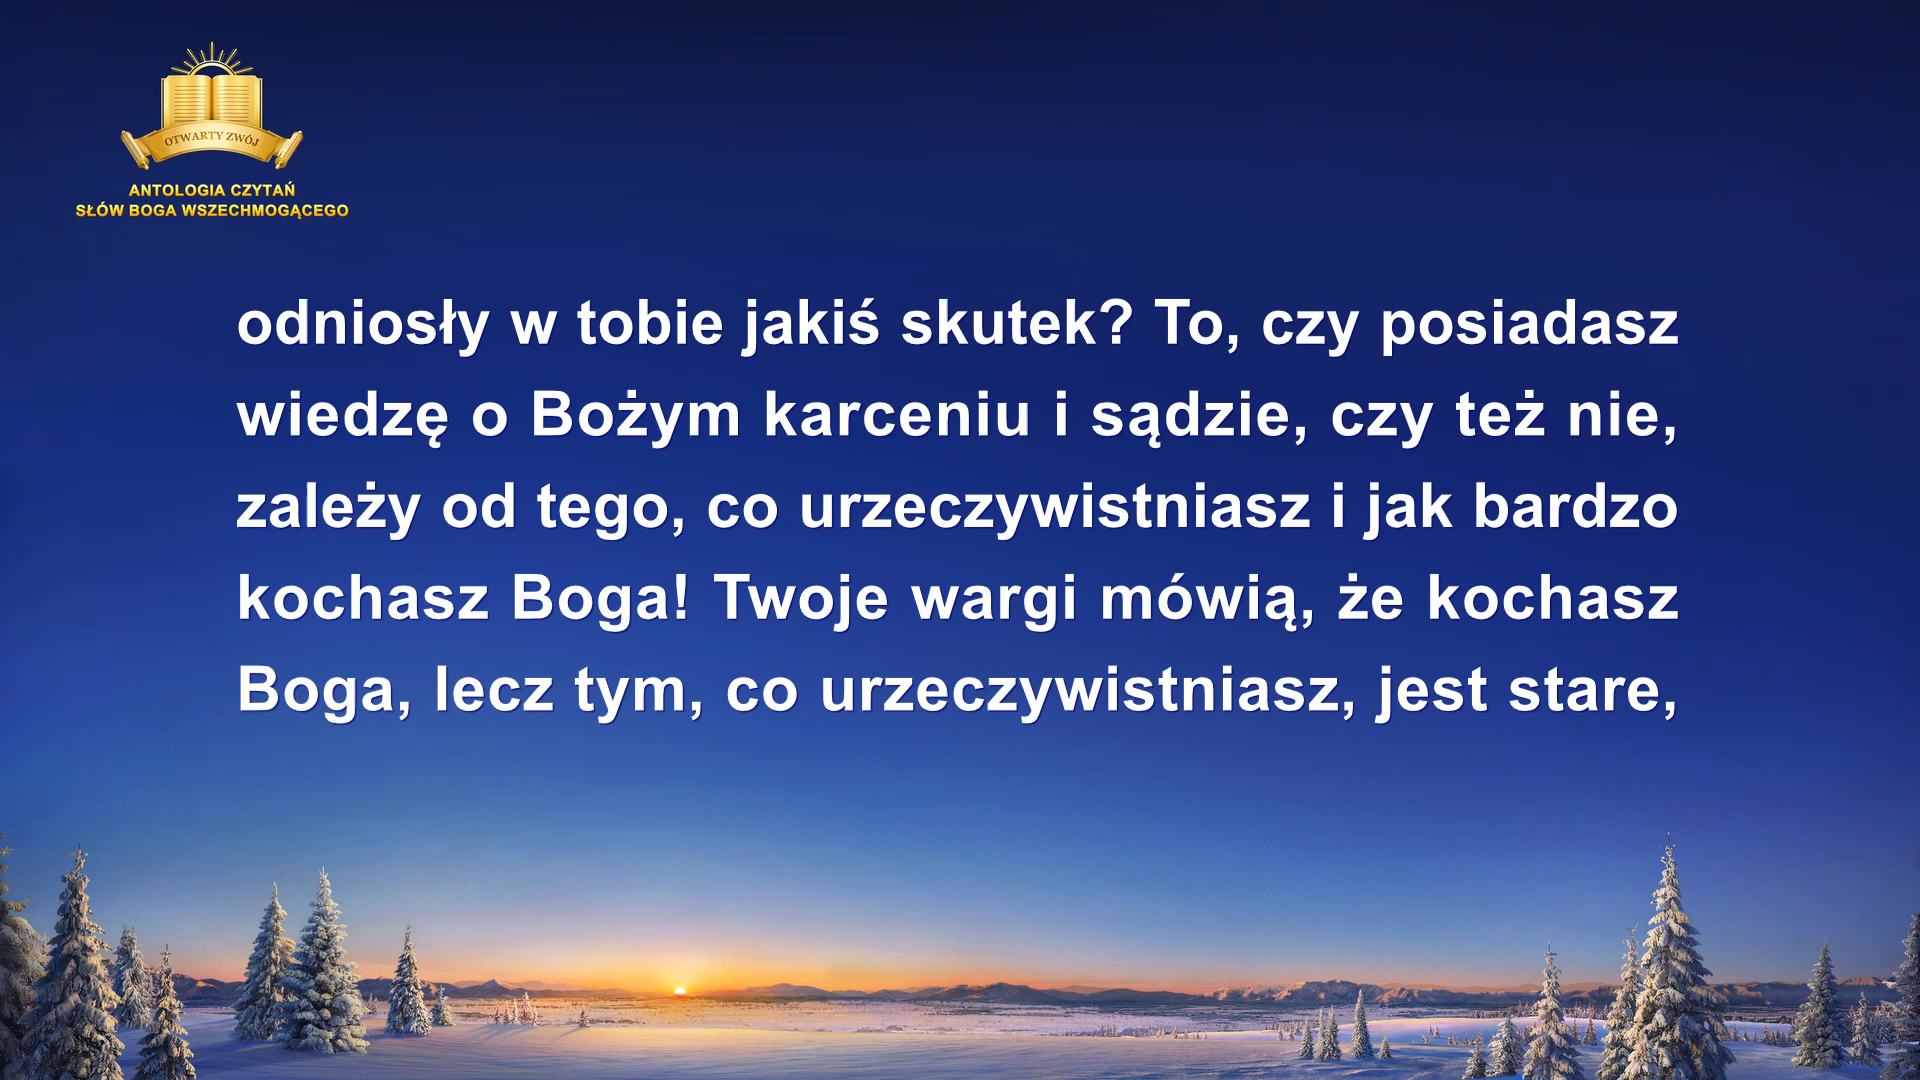 OTWARTY ZWÓJ
ANTOLOGIA CZYTAŃ
SŁÓW BOGA WSZECHMOGĄCEGO
odniosły w tobie jakiś skutek? To, czy posiadasz
wiedzę o Bożym karceniu i sądzie, czy też nie,
zależy od tego, co urzeczywistniasz i jak bardzo
kochasz Boga! Twoje wargi mówią, że kochasz
Boga, lecz tym, co urzeczywistniasz, jest stare,